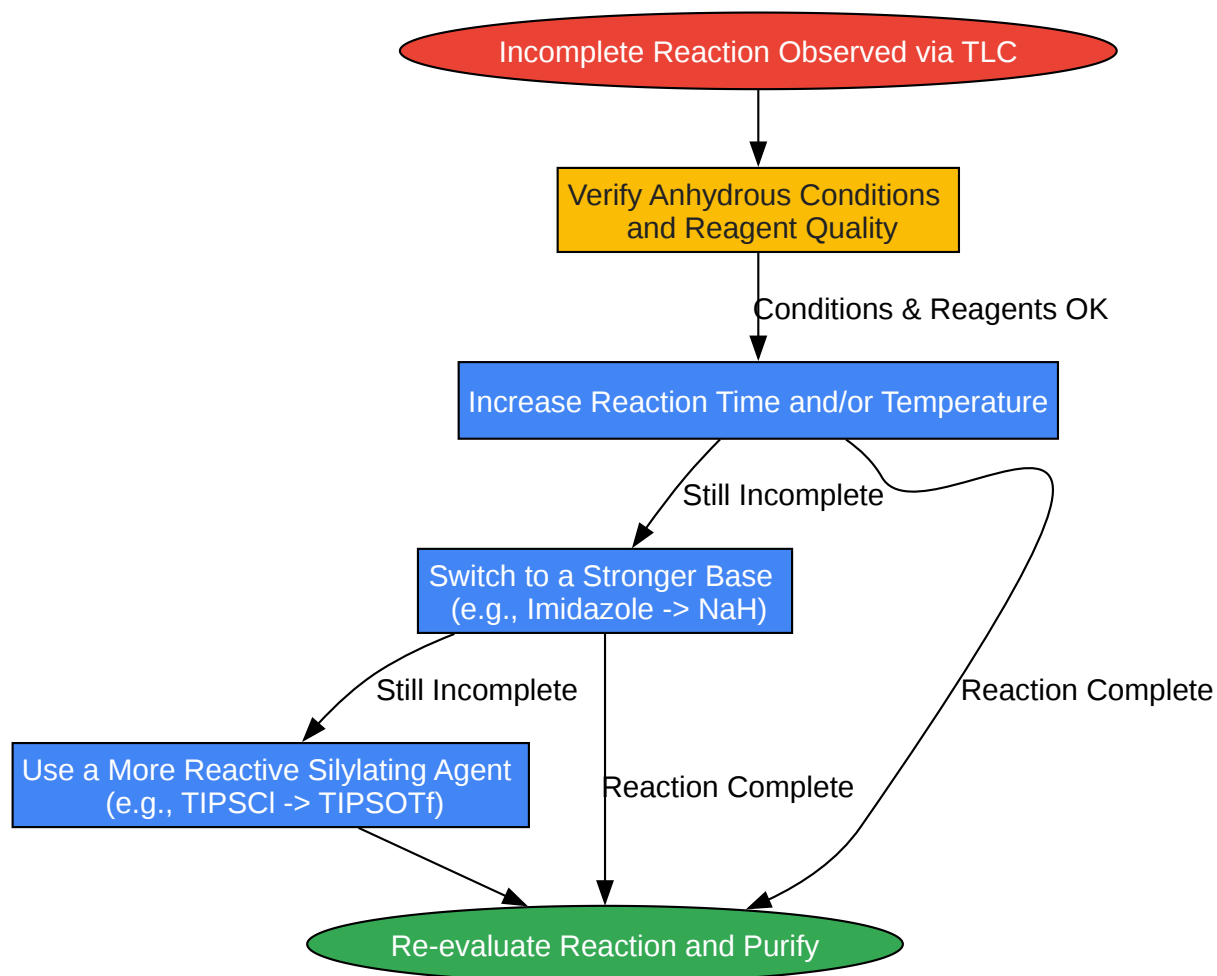 Incomplete Reaction Observed via TLC
Verify Anhydrous Conditions
and Reagent Quality
Conditions & Reagents OK
Increase Reaction Time and/or Temperature
Still Incomplete
Switch to a Stronger Base
(e.g., Imidazole -> NaH)
Still Incomplete
Reaction Complete
Use a More Reactive Silylating Agent
(e.g., TIPSCl -> TIPSOTf)
Reaction Complete
Re-evaluate Reaction and Purify